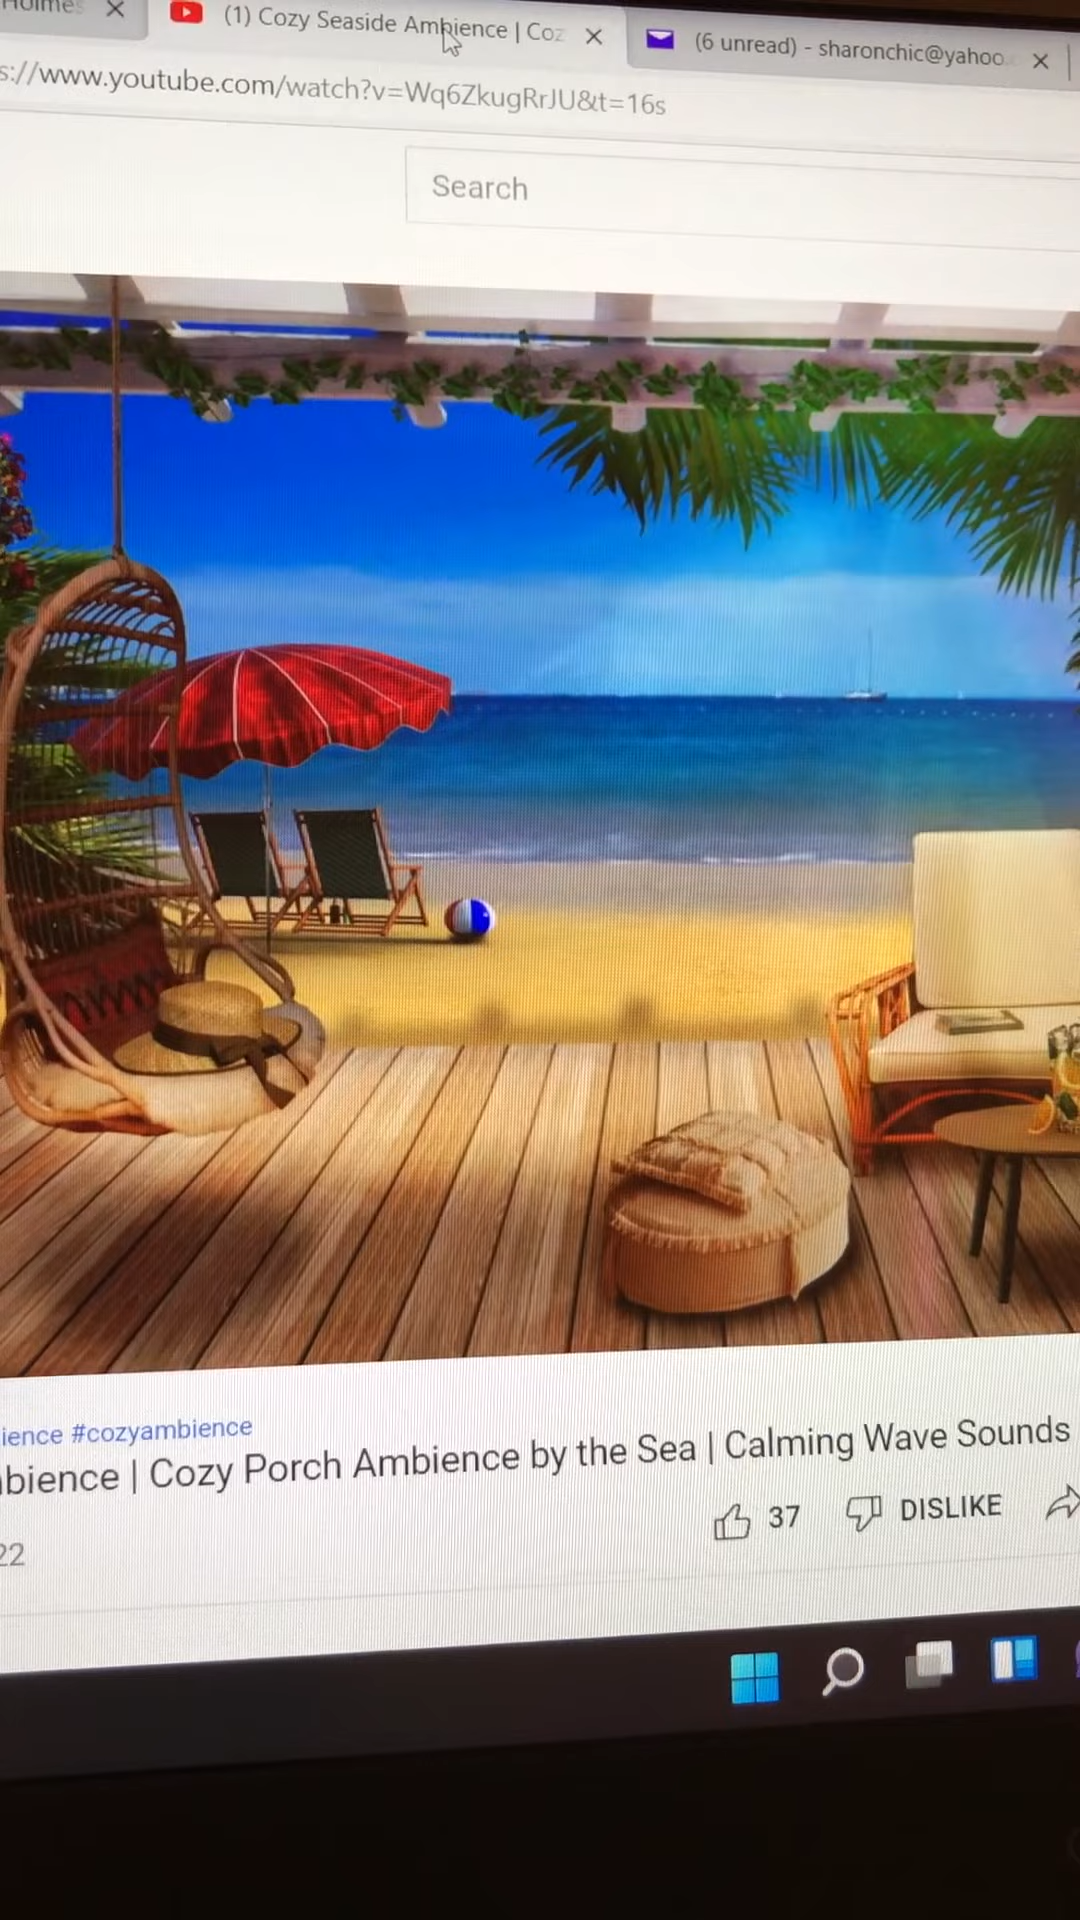 Holmes
(1) Cozy Seaside Ambience | Coz
(6 unread) - sharonchic@yahoo
s://www.youtube.com/watch?v=Wq6ZkugRrJU&t=16s
Search
ience #cozyambience
bience | Cozy Porch Ambience by the Sea | Calming Wave Sounds
37
DISLIKE
22